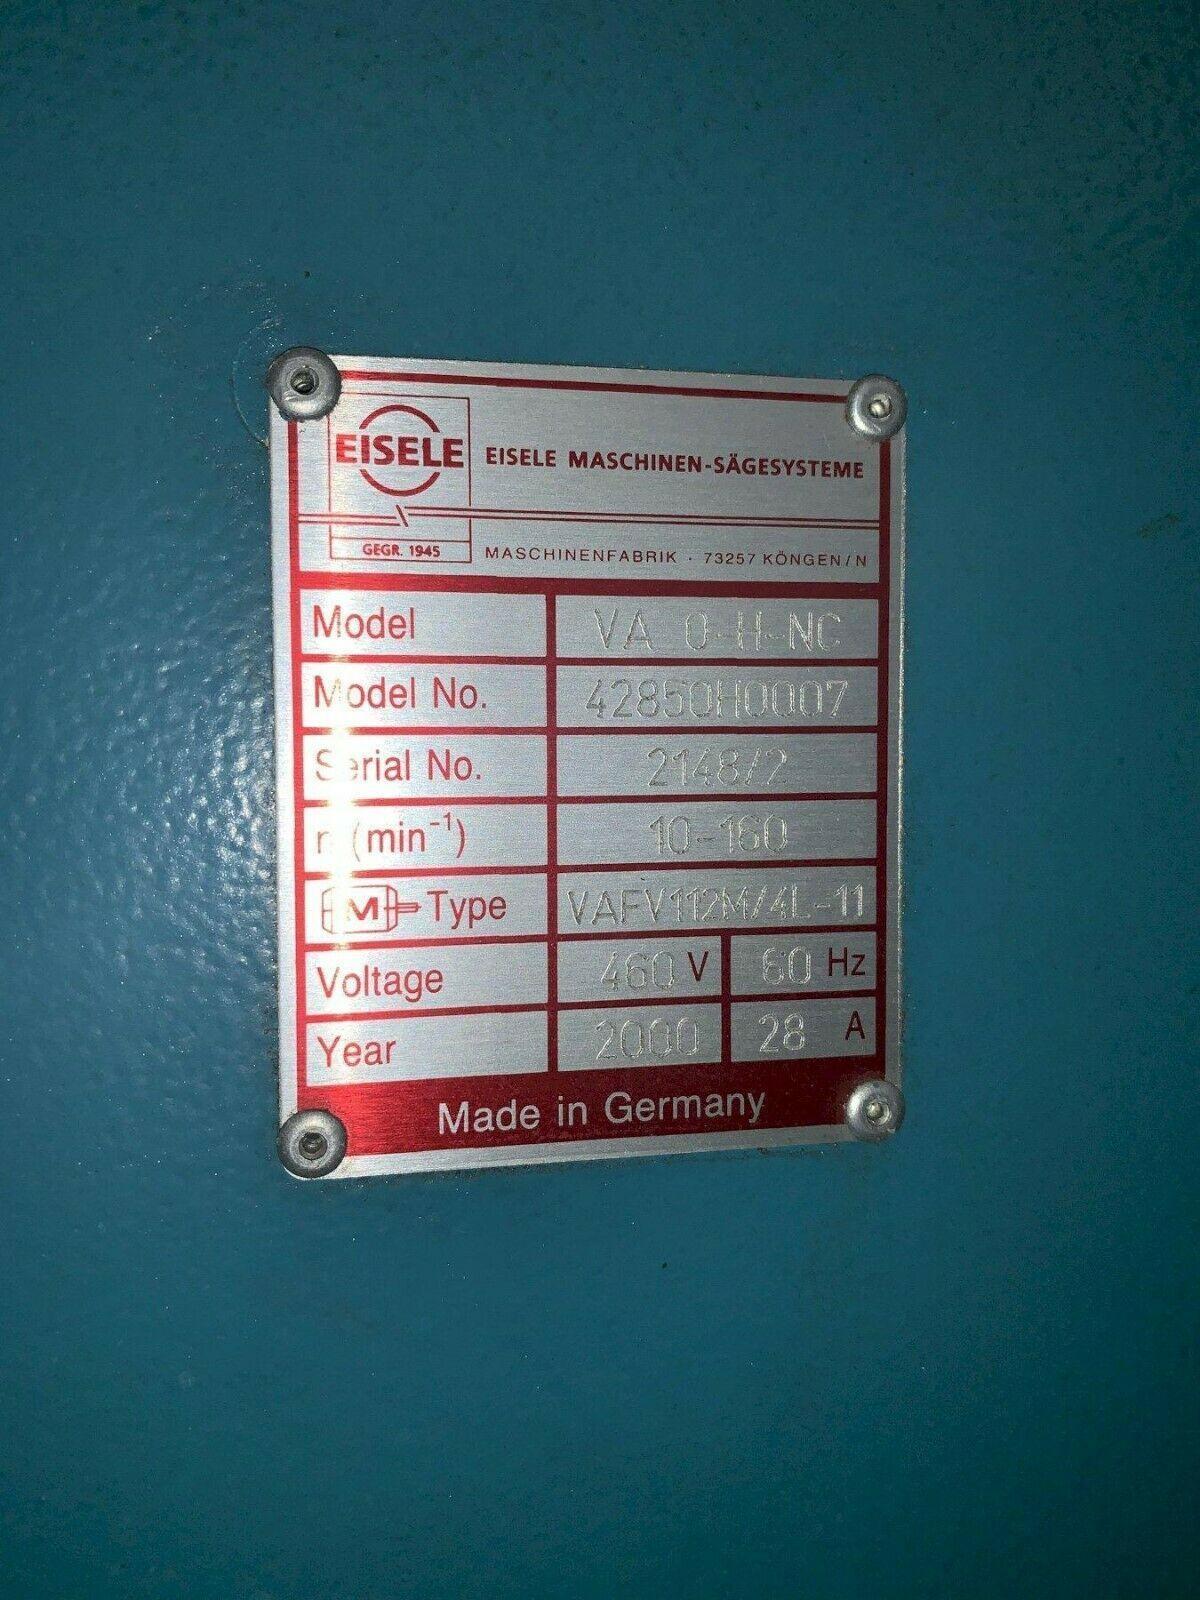 EISELE
EISELE MASCHINEN-SÄGESYSTEME
GEGR. 1945
MASCHINENFABRIK · 73257 KÖNGEN/N
Model VA 0-H-NC
Model No. 42850H0007
Serial No. 2148/2
n (min⁻¹) 10-160
M Type VAFV112M/4L-11
Voltage 460 V 60 Hz
Year 2000 28 A
Made in Germany